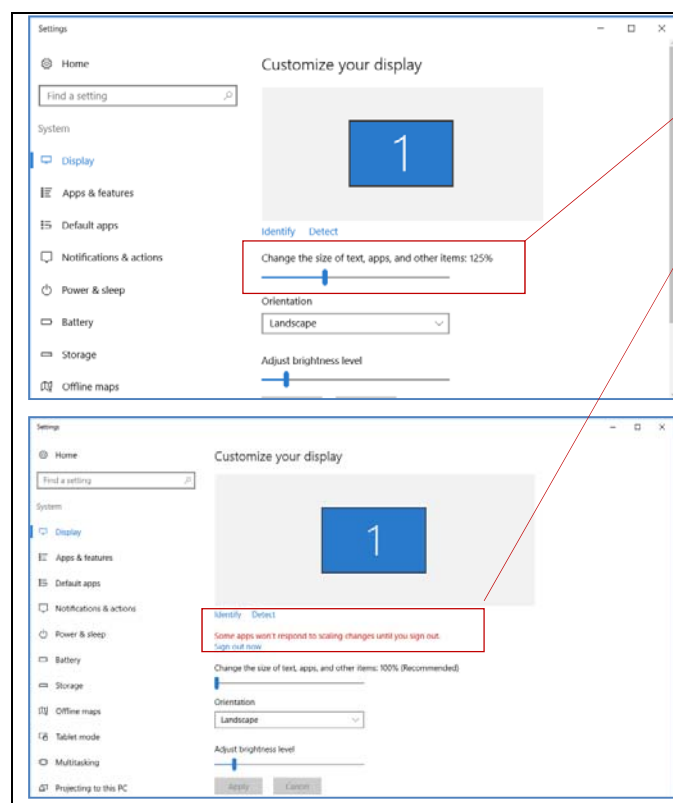 Settings
Home
Customize your display
Find a setting
System
1
Display
Apps & features
Default apps
Identify Detect
Notifications & actions
Change the size of text, apps, and other items: 125%
Power & sleep
Orientation
Battery
Landscape
Storage
Adjust brightness level
Offline maps
Settings
Home
Customize your display
Find a setting
System
1
Display
Apps & features
Default apps
Notifications & actions
Identify Detect
Power & sleep
Some apps won't respond to scaling changes until you sign out.
Sign out now
Battery
Change the size of text, apps, and other items: 100% (Recommended)
Storage
Orientation
Offline maps
Landscape
Tablet mode
Adjust brightness level
Multitasking
Projecting to this PC
Apply Cancel